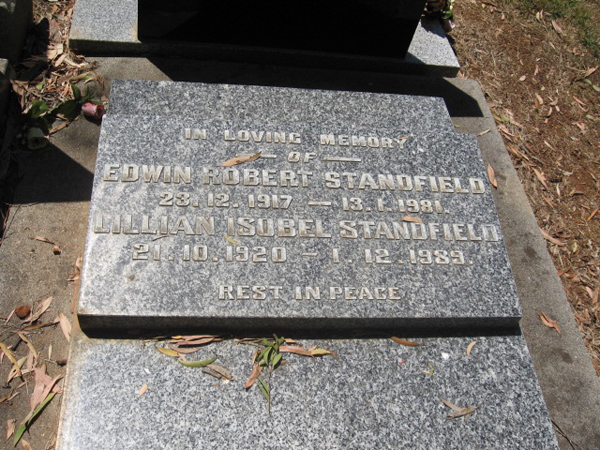 IN LOVING MEMORY
— OF —
EDWIN ROBERT STANDFIELD
23.12.1917 — 13.1.1981.
LILLIAN ISOBEL STANDFIELD
21.10.1920 — 1.12.1989.
REST IN PEACE